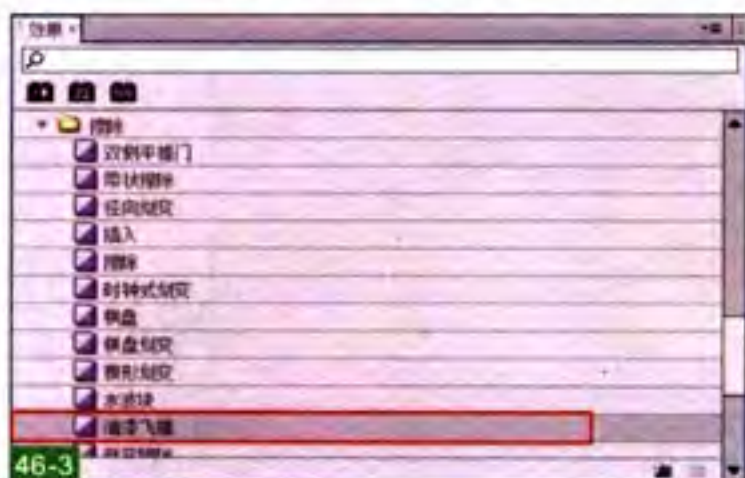 效果
擦除
双侧平推门
带状擦除
径向划变
插入
擦除
时钟式划变
棋盘
棋盘划变
楔形划变
水波块
油漆飞溅
46-3